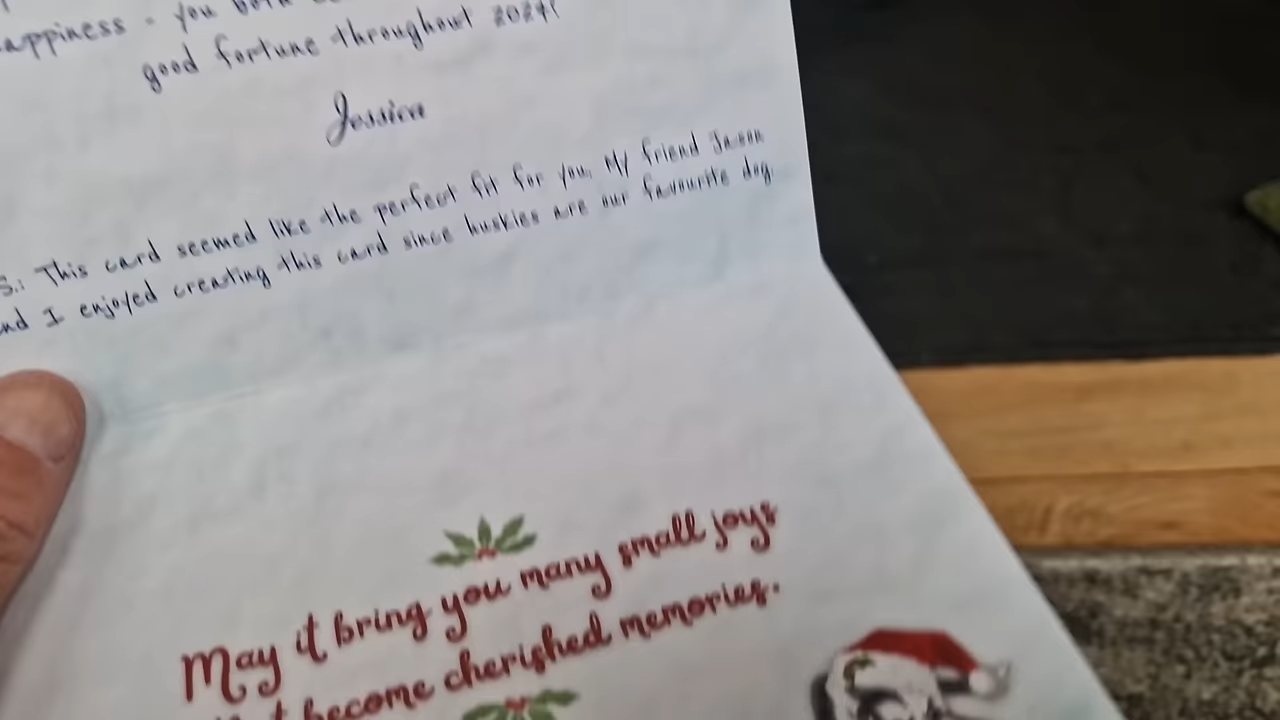 appiness - you both
good fortune throughout 2024!
Jessica
S.: This card seemed like the perfect fit for you. My friend Jason
nd I enjoyed creating this card since huskies are our favourite dog.
May it bring you many small joys
become cherished memories.